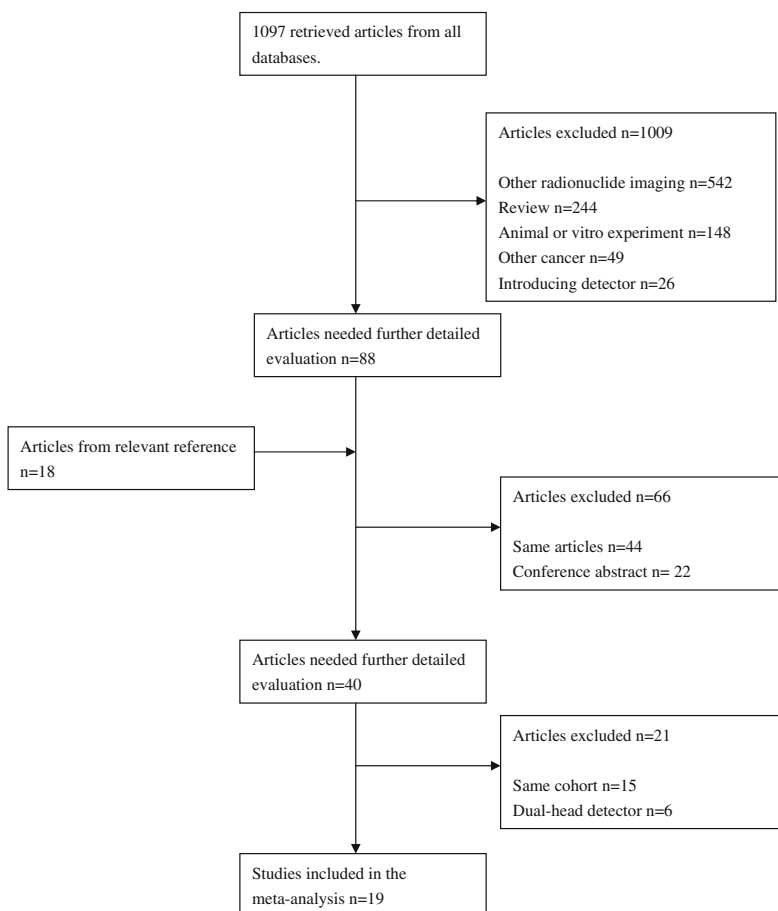 1097 retrieved articles from all
databases.
Articles excluded n=1009
Other radionuclide imaging n=542
Review n=244
Animal or vitro experiment n=148
Other cancer n=49
Introducing detector n=26
Articles needed further detailed
evaluation n=88
Articles from relevant reference
n=18
Articles excluded n=66
Same articles n=44
Conference abstract n= 22
Articles needed further detailed
evaluation n=40
Articles excluded n=21
Same cohort n=15
Dual-head detector n=6
Studies included in the
meta-analysis n=19